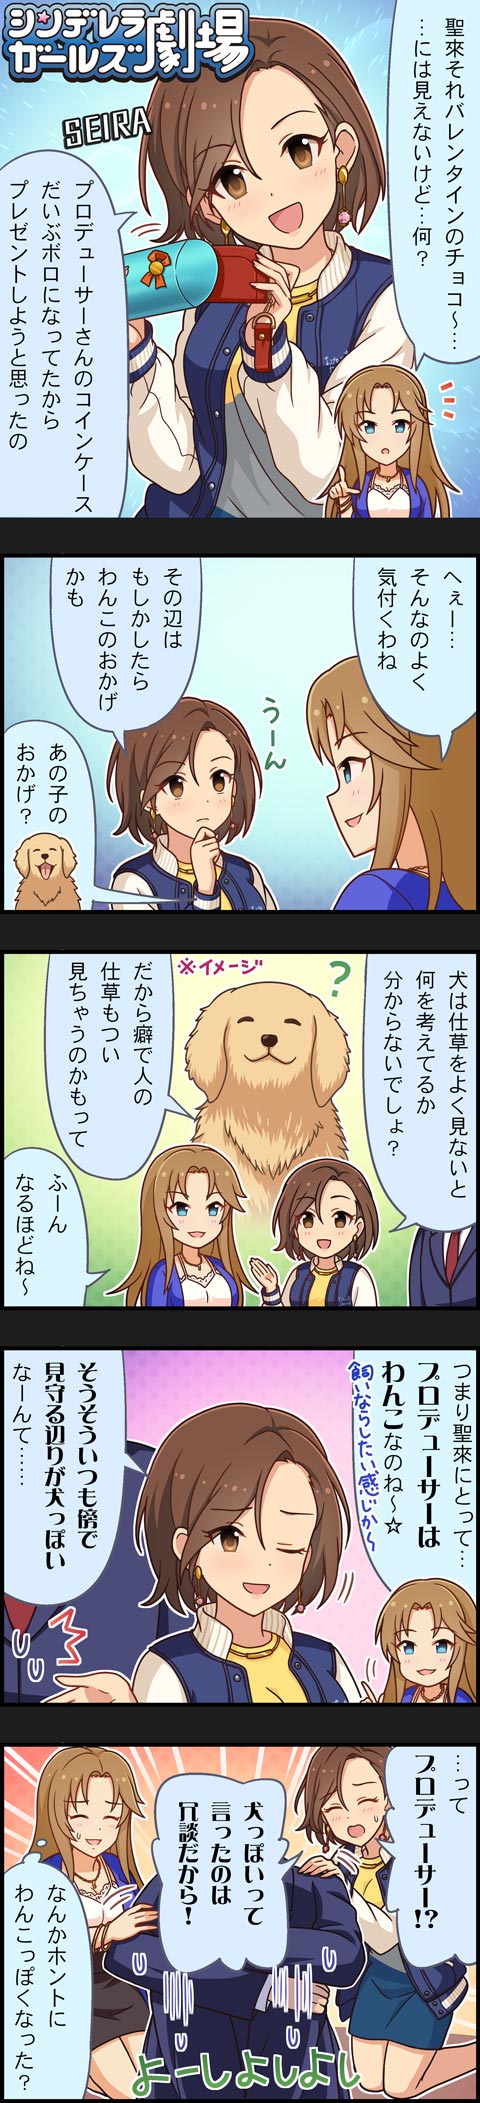 シンデレラ
ガールズ劇場
聖來それバレンタインのチョコ〜…
…には見えないけど…何？
SEIRA
プロデューサーさんのコインケース
だいぶボロになってたから
プレゼントしようと思ったの
へぇー…
そんなのよく
気付くわね
うーん
その辺は
もしかしたら
わんこのおかげ
かも
あの子の
おかげ？
犬は仕草をよく見ないと
何を考えてるか
分からないでしょ？
？
※イメージ
だから癖で人の
仕草もつい
見ちゃうのかもって
ふーん
なるほどね〜
つまり聖來にとって…
プロデューサーは
わんこなのね〜☆
飼いならしたい感じか〜
そうそういつも傍で
見守る辺りが犬っぽい
なーんて……
…って
プロデューサー!?
犬っぽいって
言ったのは
冗談だから！
なんかホントに
わんこっぽくなった？
よーしよしよし